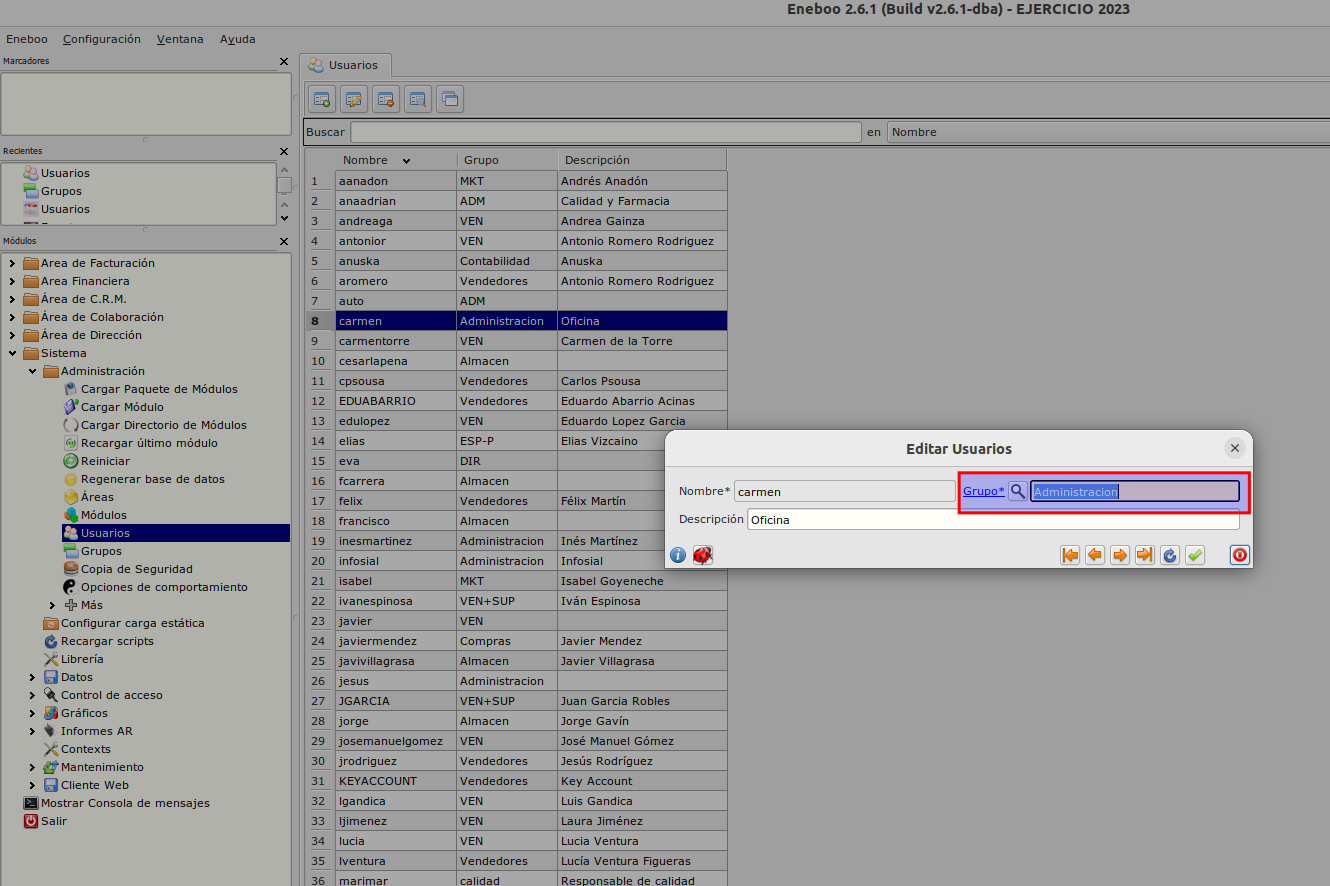 Eneboo 2.6.1 (Build v2.6.1-dba) - EJERCICIO 2023
Eneboo Configuración Ventana Ayuda
Marcadores
Recientes
Usuarios
Grupos
Usuarios
Módulos
Area de Facturación
Area Financiera
Área de C.R.M.
Área de Colaboración
Área de Dirección
Sistema
Administración
Cargar Paquete de Módulos
Cargar Módulo
Cargar Directorio de Módulos
Recargar último módulo
Reiniciar
Regenerar base de datos
Áreas
Módulos
Usuarios
Grupos
Copia de Seguridad
Opciones de comportamiento
Más
Configurar carga estática
Recargar scripts
Librería
Datos
Control de acceso
Gráficos
Informes AR
Contexts
Mantenimiento
Cliente Web
Mostrar Consola de mensajes
Salir
Usuarios
Buscar en Nombre
Nombre Grupo Descripción
1 aanadon MKT Andrés Anadón
2 anaadrian ADM Calidad y Farmacia
3 andreaga VEN Andrea Gainza
4 antonior VEN Antonio Romero Rodriguez
5 anuska Contabilidad Anuska
6 aromero Vendedores Antonio Romero Rodriguez
7 auto ADM
8 carmen Administracion Oficina
9 carmentorre VEN Carmen de la Torre
10 cesarlapena Almacen
11 cpsousa Vendedores Carlos Psousa
12 EDUABARRIO Vendedores Eduardo Abarrio Acinas
13 edulopez VEN Eduardo Lopez Garcia
14 elias ESP-P Elias Vizcaino
15 eva DIR
16 fcarrera Almacen
17 felix Vendedores Félix Martín
18 francisco Almacen
19 inesmartinez Administracion Inés Martínez
20 infosial Administracion Infosial
21 isabel MKT Isabel Goyeneche
22 ivanespinosa VEN+SUP Iván Espinosa
23 javier VEN
24 javiermendez Compras Javier Mendez
25 javivillagrasa Almacen Javier Villagrasa
26 jesus Administracion
27 JGARCIA VEN+SUP Juan Garcia Robles
28 jorge Almacen Jorge Gavín
29 josemanuelgomez VEN José Manuel Gómez
30 jrodriguez Vendedores Jesús Rodríguez
31 KEYACCOUNT Vendedores Key Account
32 lgandica VEN Luis Gandica
33 ljimenez VEN Laura Jiménez
34 lucia VEN Lucia Ventura
35 lventura Vendedores Lucía Ventura Figueras
36 marimar calidad Responsable de calidad
Editar Usuarios
Nombre* carmen Grupo* Administracion
Descripción Oficina